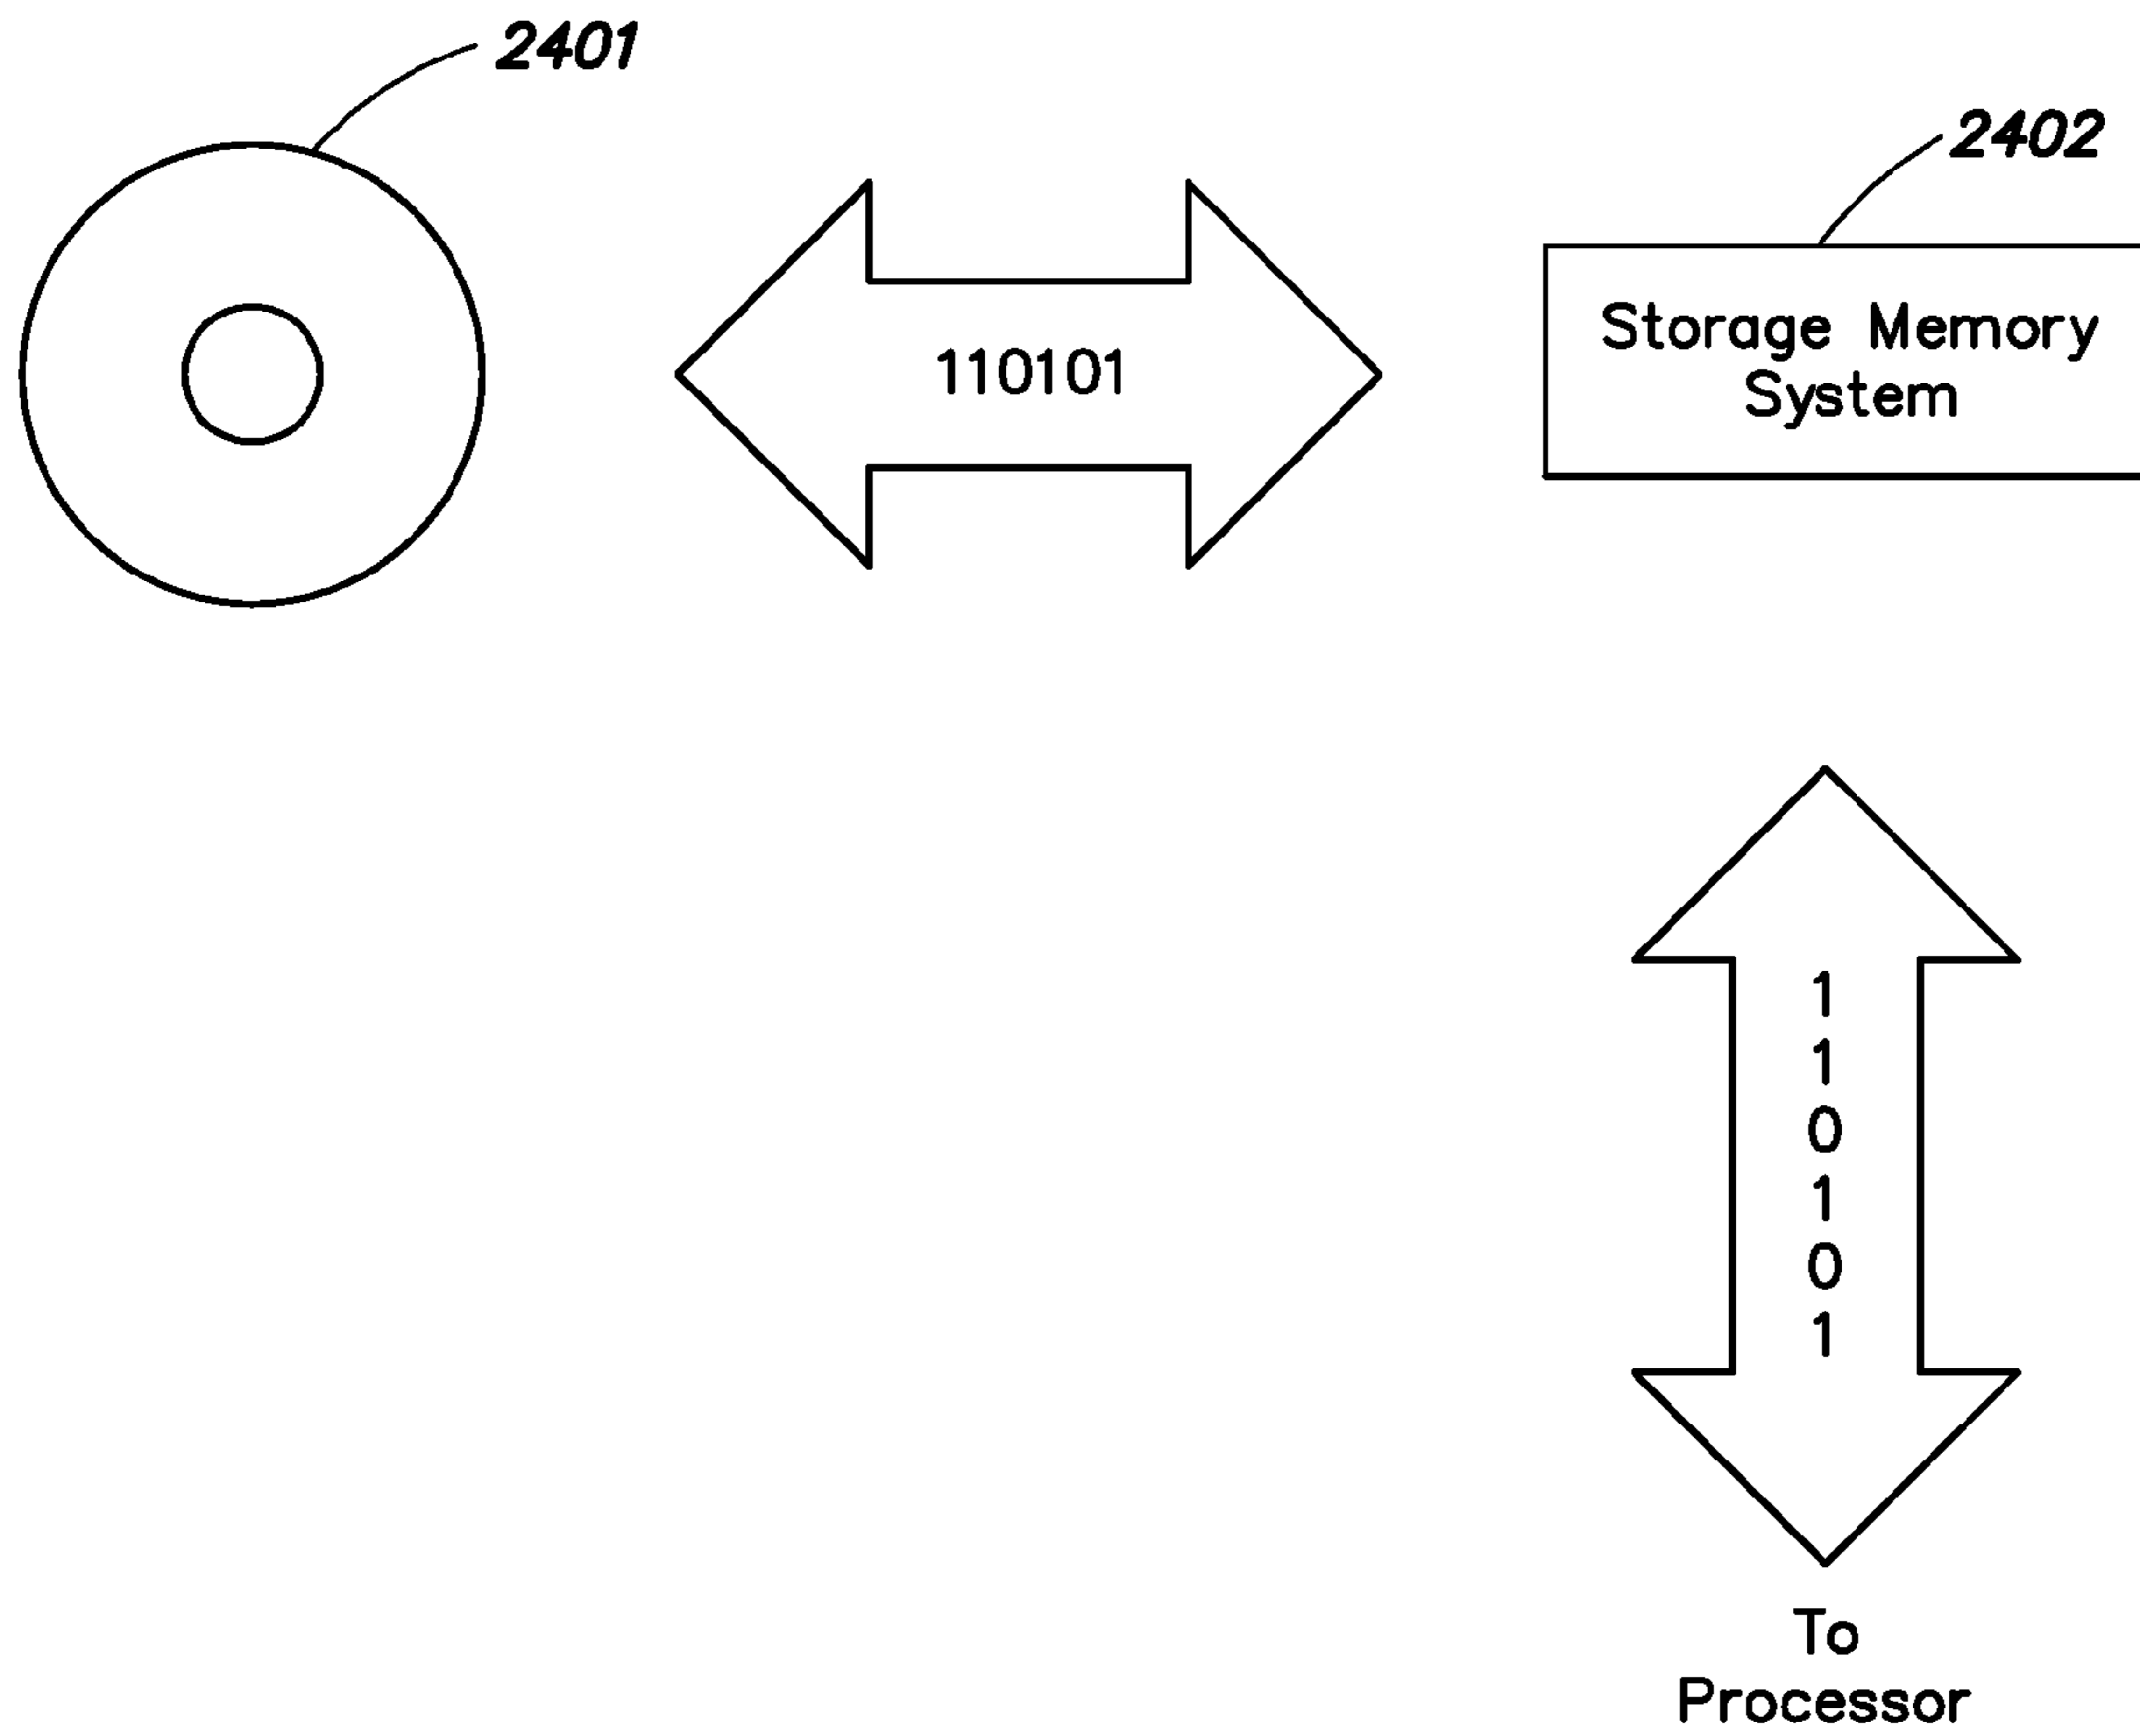 2401
2402
110101
Storage Memory
System
1
1
0
1
0
1
To
Processor